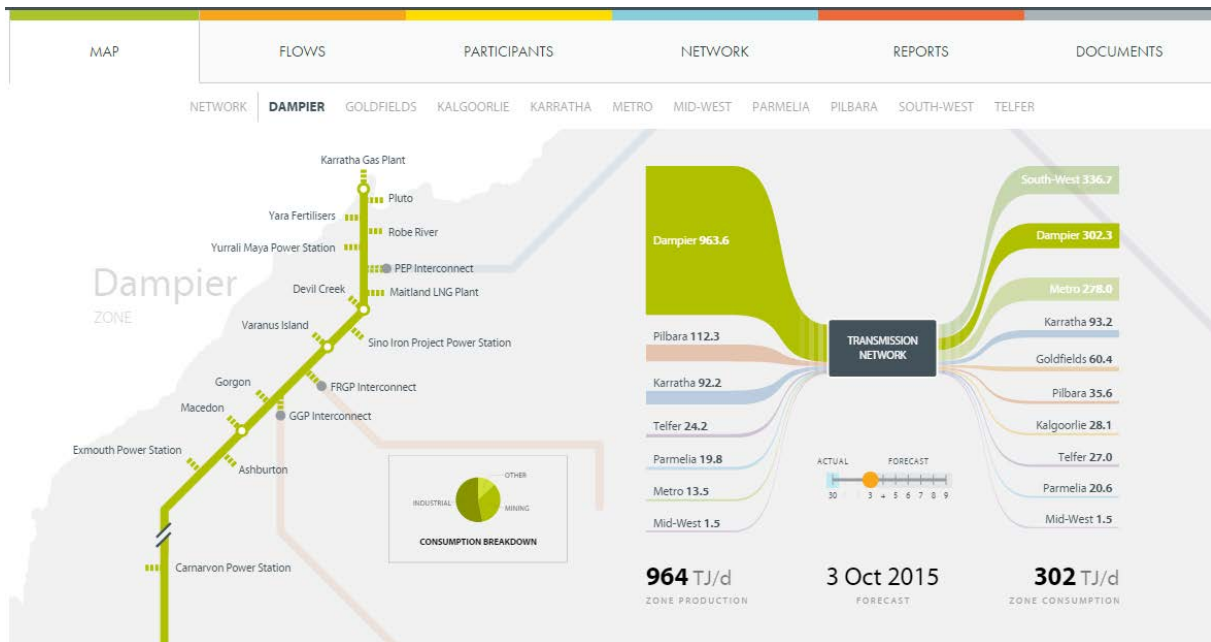 MAP
FLOWS
PARTICIPANTS
NETWORK
REPORTS
DOCUMENTS
NETWORK
DAMPIER
GOLDFIELDS
KALGOORLIE
KARRATHA
METRO
MID-WEST
PARMELIA
PILBARA
SOUTH-WEST
TELFER
Dampier
ZONE
Karratha Gas Plant
Pluto
Yara Fertilisers
Robe River
Yurrali Maya Power Station
PEP Interconnect
Devil Creek
Maitland LNG Plant
Varanus Island
Sino Iron Project Power Station
Gorgon
FRGP Interconnect
Macedon
GGP Interconnect
Exmouth Power Station
Ashburton
Carnarvon Power Station
OTHER
INDUSTRIAL
MINING
CONSUMPTION BREAKDOWN
Dampier 963.6
Pilbara 112.3
Karratha 92.2
Telfer 24.2
Parmelia 19.8
Metro 13.5
Mid-West 1.5
TRANSMISSION
NETWORK
South-West 336.7
Dampier 302.3
Metro 278.0
Karratha 93.2
Goldfields 60.4
Pilbara 35.6
Kalgoorlie 28.1
Telfer 27.0
Parmelia 20.6
Mid-West 1.5
ACTUAL FORECAST
30 3 4 5 6 7 8 9
964 TJ/d
ZONE PRODUCTION
3 Oct 2015
FORECAST
302 TJ/d
ZONE CONSUMPTION